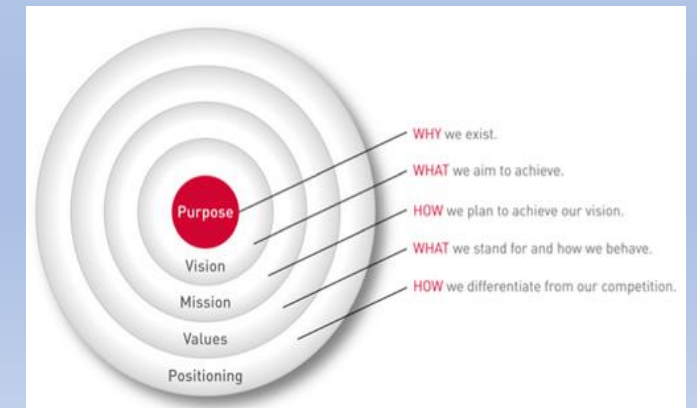 WHY we exist.
WHAT we aim to achieve.
Purpose
HOW we plan to achieve our vision.
WHAT we stand for and how we behave.
Vision
HOW we differentiate from our competition.
Mission
Values
Positioning